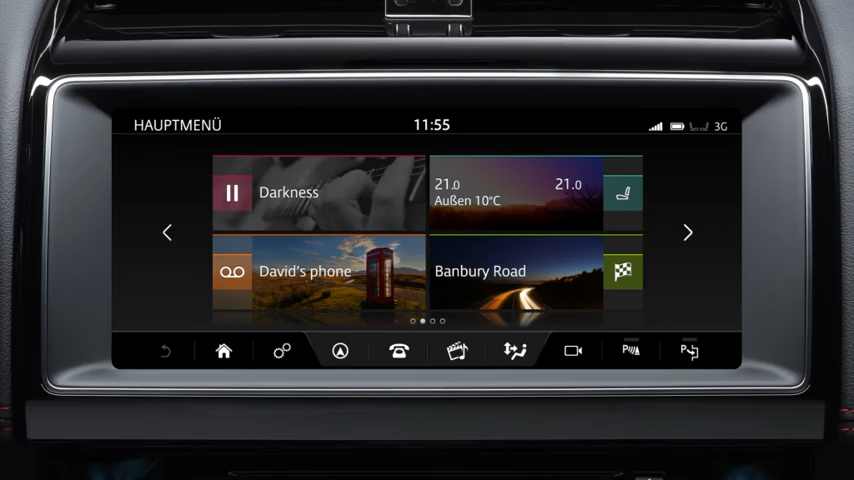 HAUPTMENÜ 11:55 3G
Darkness
21.0 21.0
Außen 10°C
David's phone
Banbury Road
P
P